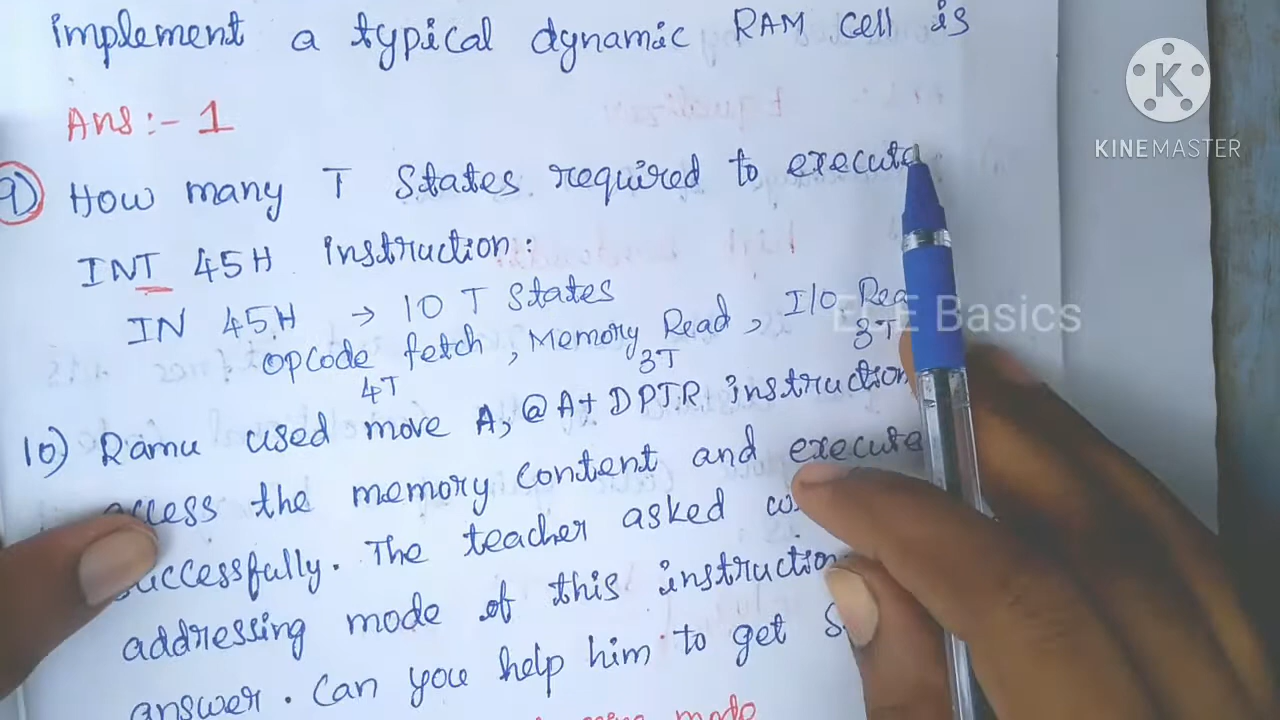 implement a typical dynamic RAM cell is
Ans:- 1
9) How many T States required to execute
INT 45H instruction:
IN 45H → 10 T States
opcode fetch, Memory Read, I/O Rea
4T 3T 3T
10) Ramu used move A, @A+DPTR instruction
access the memory content and execute
successfully. The teacher asked
addressing mode of this instruction
answer. Can you help him to get
mode
K
KINEMASTER
Basics